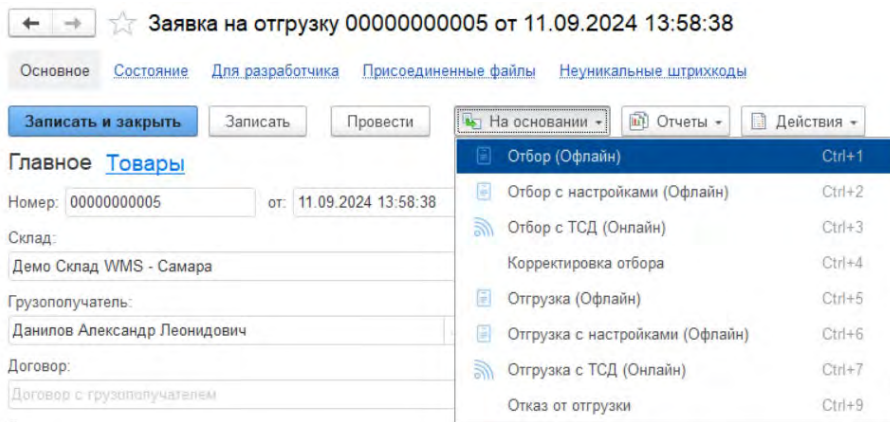 Заявка на отгрузку 00000000005 от 11.09.2024 13:58:38
Основное Состояние Для разработчика Присоединенные файлы Неуникальные штрихкоды
Записать и закрыть Записать Провести На основании Отчеты Действия
Главное Товары
Номер: 00000000005 от: 11.09.2024 13:58:38
Склад:
Демо Склад WMS - Самара
Грузополучатель:
Данилов Александр Леонидович
Договор:
Договор с грузополучателем
Отбор (Офлайн) Ctrl+1
Отбор с настройками (Офлайн) Ctrl+2
Отбор с ТСД (Онлайн) Ctrl+3
Корректировка отбора Ctrl+4
Отгрузка (Офлайн) Ctrl+5
Отгрузка с настройками (Офлайн) Ctrl+6
Отгрузка с ТСД (Онлайн) Ctrl+7
Отказ от отгрузки Ctrl+9